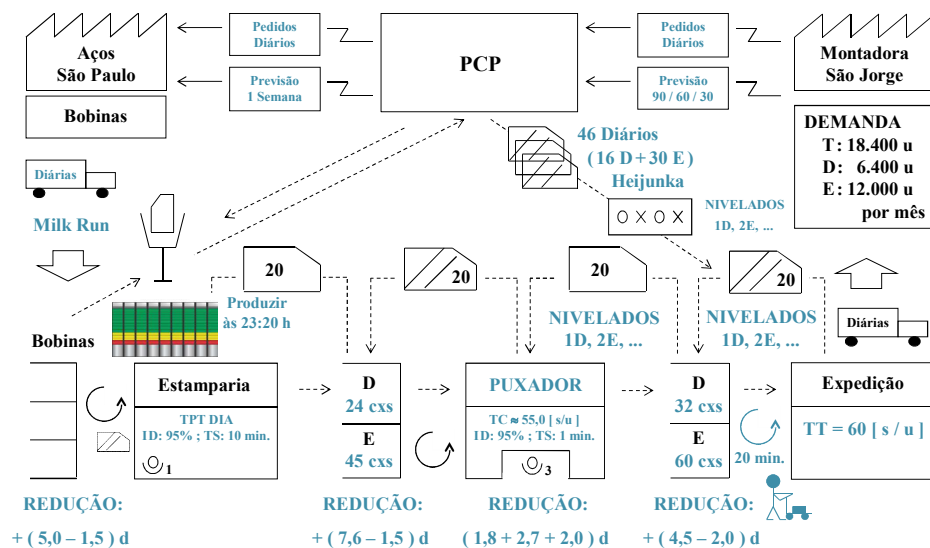 Aços
São Paulo
Bobinas
Pedidos
Diários
Previsão
1 Semana
PCP
Pedidos
Diários
Previsão
90 / 60 / 30
Montadora
São Jorge
DEMANDA
T: 18.400 u
D: 6.400 u
E: 12.000 u
por mês
46 Diários
( 16 D + 30 E )
Heijunka
O X O X
NIVELADOS
1D, 2E, ...
Diárias
Milk Run
Bobinas
20
Produzir
às 23:20 h
20
20
NIVELADOS
1D, 2E, ...
20
NIVELADOS
1D, 2E, ...
Diárias
Estamparia
TPT DIA
ID: 95% ; TS: 10 min.
1
D
24 cxs
E
45 cxs
PUXADOR
TC ≈ 55,0 [ s/u ]
ID: 95% ; TS: 1 min.
3
D
32 cxs
E
60 cxs
20 min.
Expedição
TT = 60 [ s / u ]
REDUÇÃO:
+ ( 5,0 – 1,5 ) d
REDUÇÃO:
+ ( 7,6 – 1,5 ) d
REDUÇÃO:
( 1,8 + 2,7 + 2,0 ) d
REDUÇÃO:
+ ( 4,5 – 2,0 ) d